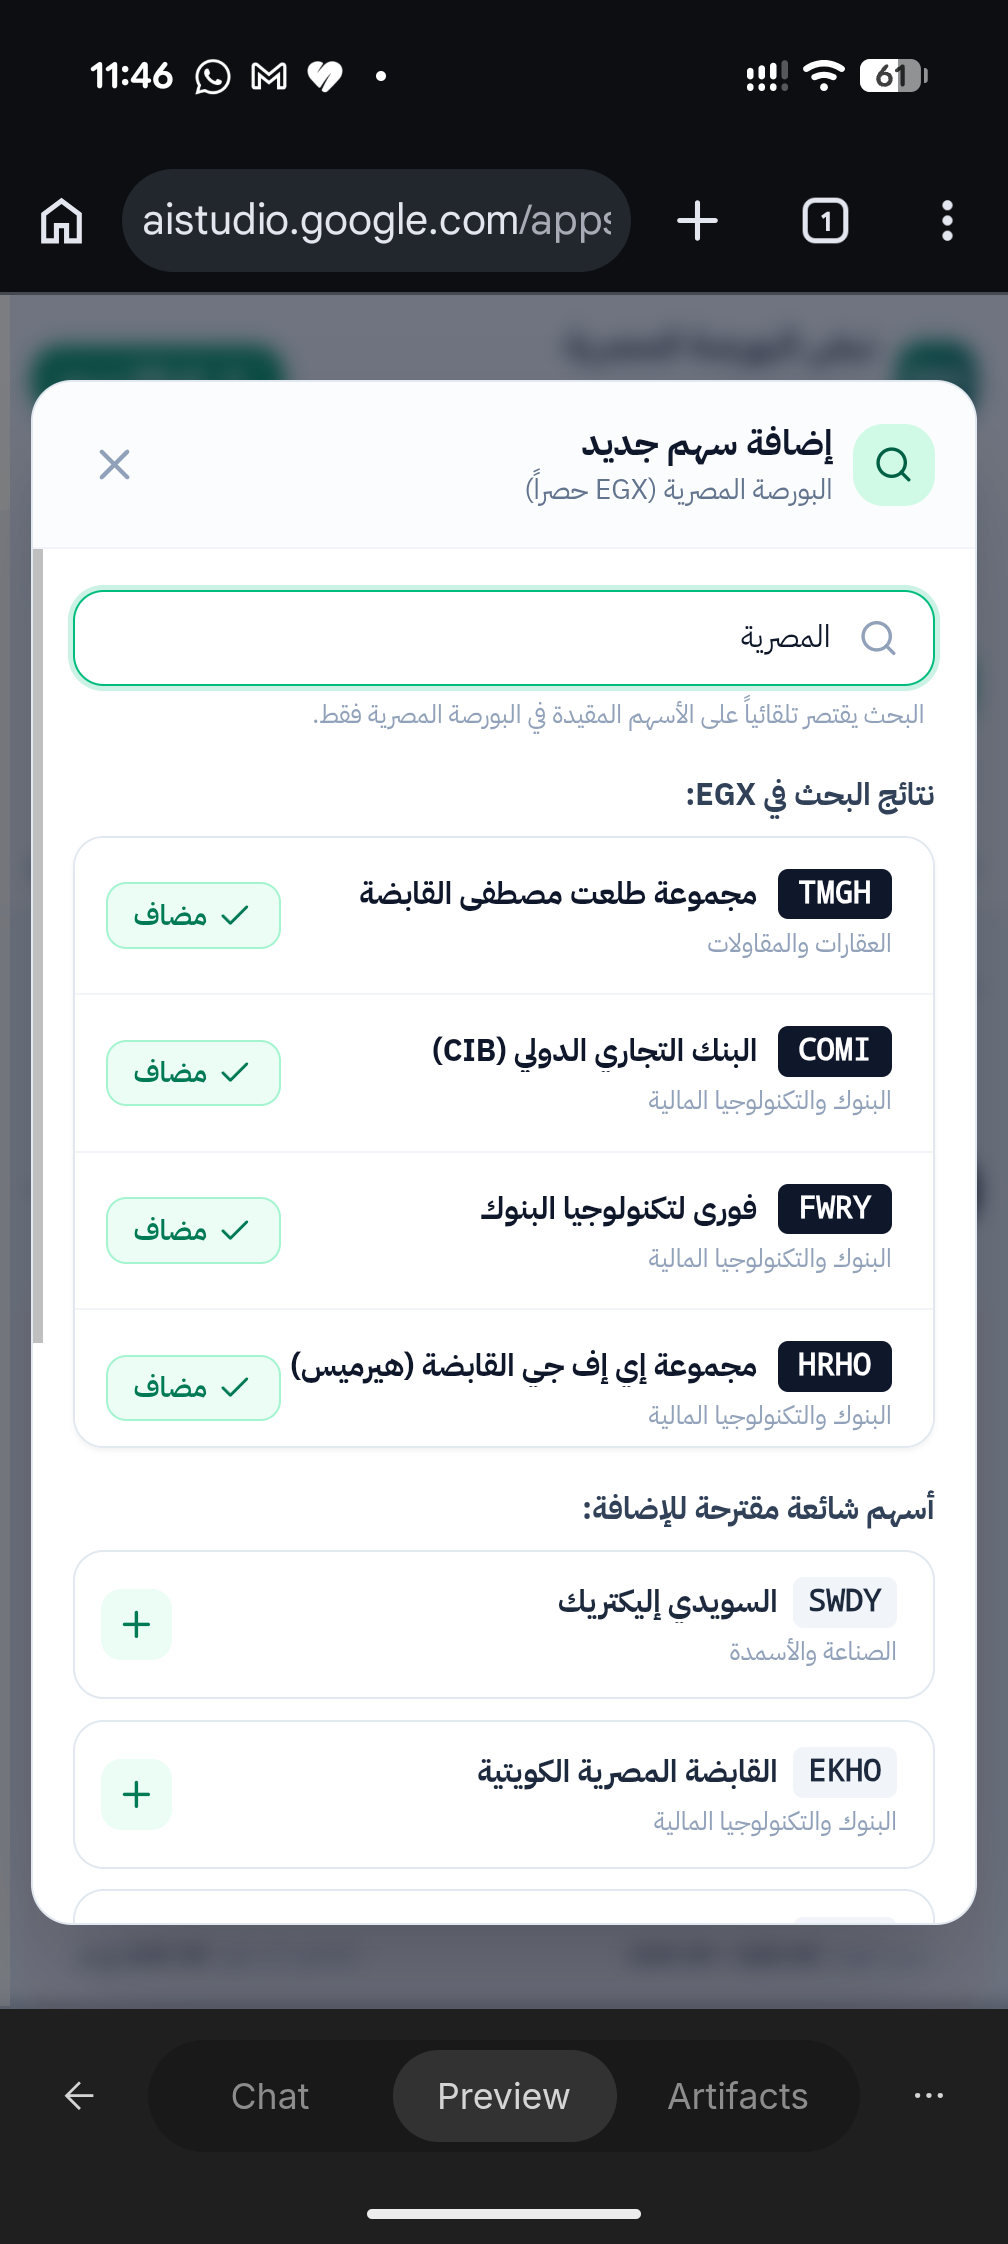 11:46
61
aistudio.google.com/apps
1
إضافة سهم جديد
البورصة المصرية (EGX حصراً)
المصرية
البحث يقتصر تلقائياً على الأسهم المقيدة في البورصة المصرية فقط.
نتائج البحث في EGX:
TMGH مجموعة طلعت مصطفى القابضة
العقارات والمقاولات
مضاف
COMI البنك التجاري الدولي (CIB)
البنوك والتكنولوجيا المالية
مضاف
FWRY فورى لتكنولوجيا البنوك
البنوك والتكنولوجيا المالية
مضاف
HRHO مجموعة إي إف جي القابضة (هيرميس)
البنوك والتكنولوجيا المالية
مضاف
أسهم شائعة مقترحة للإضافة:
SWDY السويدي إليكتريك
الصناعة والأسمدة
EKHO القابضة المصرية الكويتية
البنوك والتكنولوجيا المالية
Chat Preview Artifacts